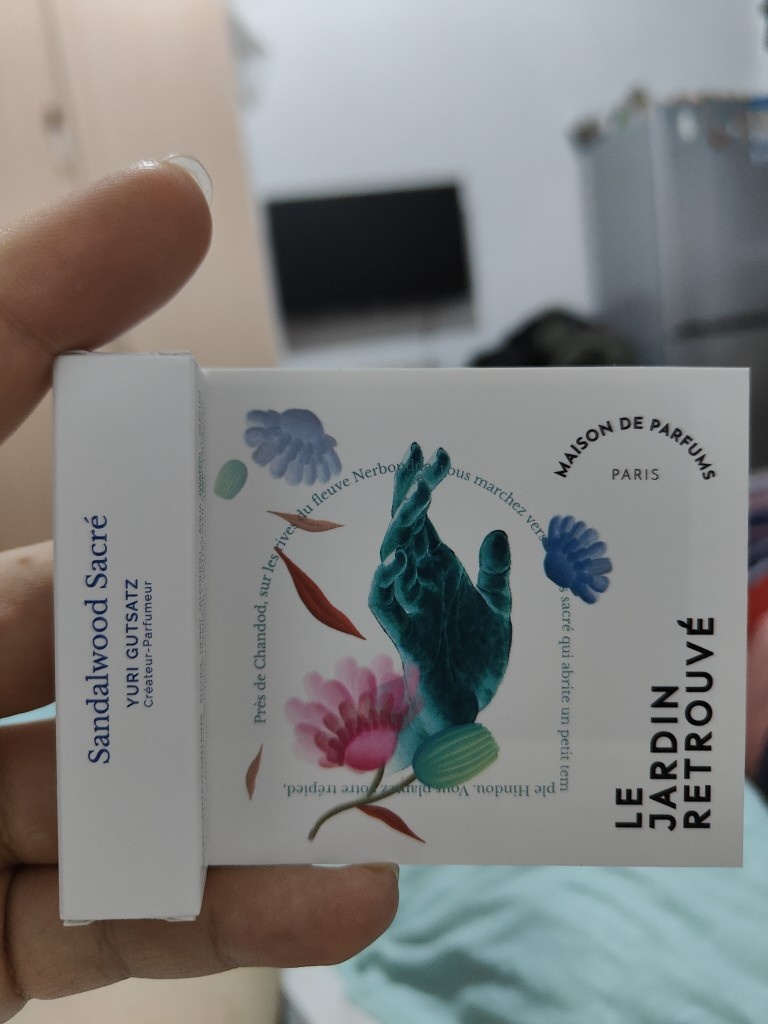 MAISON DE PARFUMS
PARIS
LE
JARDIN
RETROUVÉ
Près de Chandod, sur les rives du fleuve
vous marchez vers
sacré qui abrite un petit tem
ple Hindou. Vous plantez votre trépied,
Sandalwood Sacré
YURI GUTSATZ
Créateur-Parfumeur